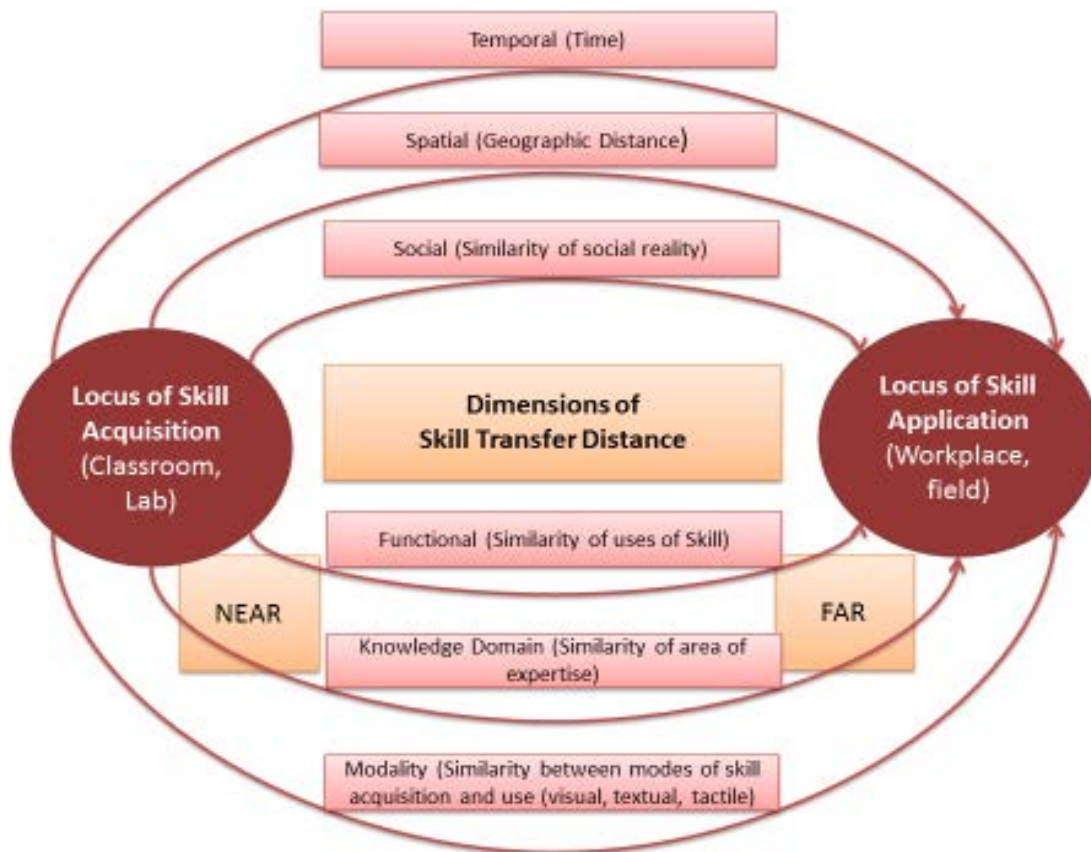 Temporal (Time)
Spatial (Geographic Distance)
Social (Similarity of social reality)
Locus of Skill
Acquisition
(Classroom,
Lab)
Dimensions of
Skill Transfer Distance
Locus of Skill
Application
(Workplace,
field)
Functional (Similarity of uses of Skill)
NEAR
FAR
Knowledge Domain (Similarity of area of
expertise)
Modality (Similarity between modes of skill
acquisition and use (visual, textual, tactile)